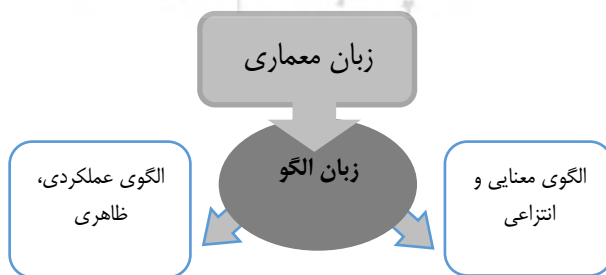 زبان معماری
زبان الگو
الگوی معنایی و
انتزاعی
الگوی عملکردی،
ظاهری